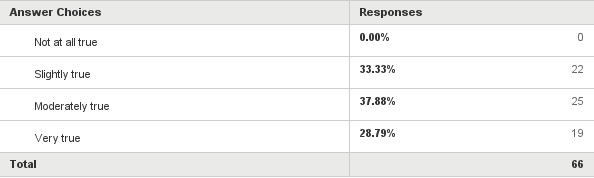 Answer Choices Responses
Not at all true 0.00% 0
Slightly true 33.33% 22
Moderately true 37.88% 25
Very true 28.79% 19
Total 66